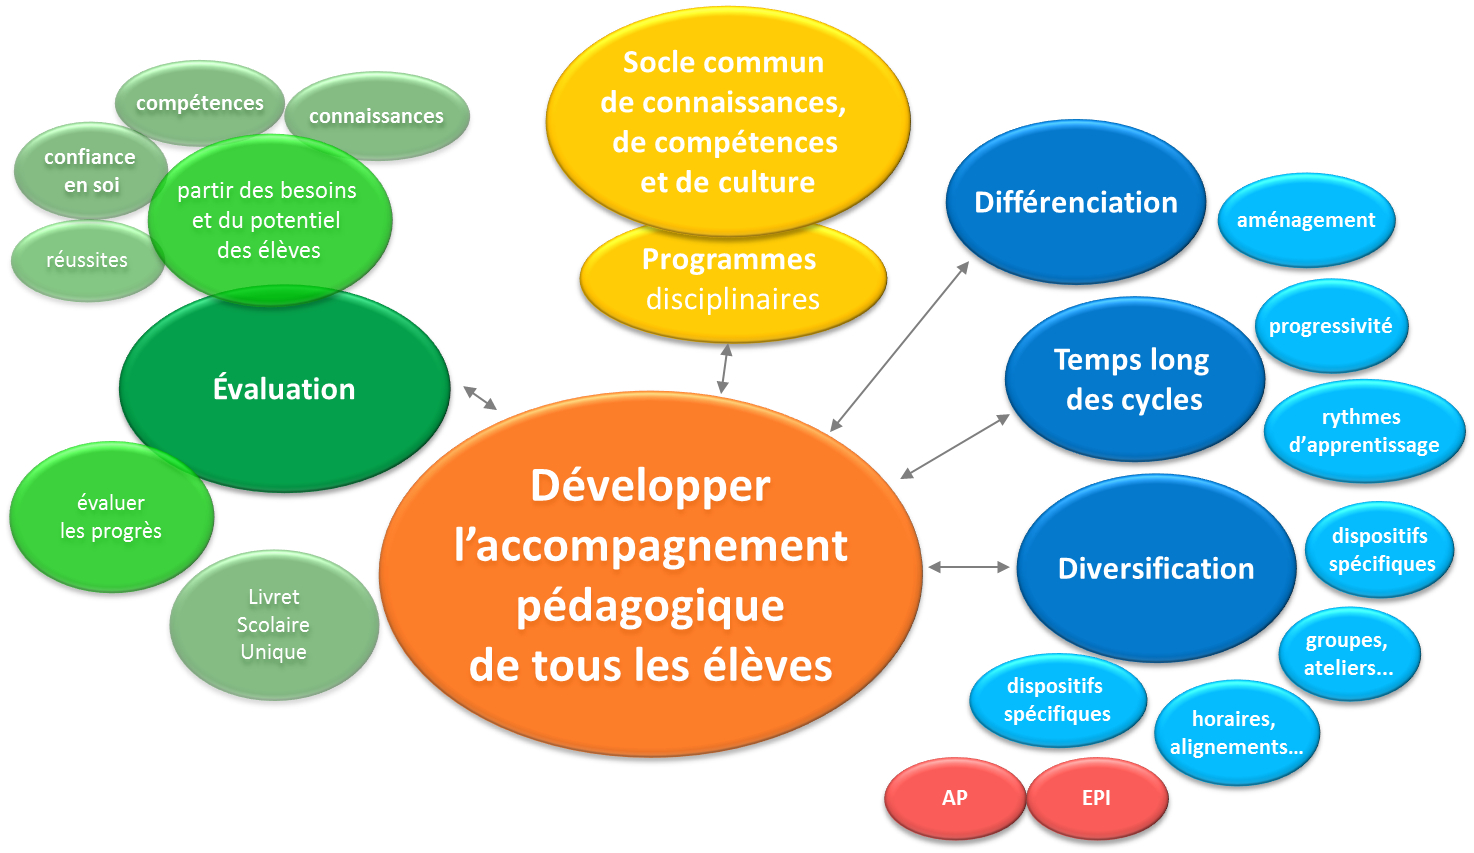 Socle commun
de connaissances,
de compétences
et de culture
Programmes
disciplinaires
compétences
connaissances
confiance
en soi
réussites
partir des besoins
et du potentiel
des élèves
Évaluation
évaluer
les progrès
Livret
Scolaire
Unique
Développer
l’accompagnement
pédagogique
de tous les élèves
Différenciation
aménagement
Temps long
des cycles
progressivité
rythmes
d’apprentissage
Diversification
dispositifs
spécifiques
groupes,
ateliers...
horaires,
alignements...
dispositifs
spécifiques
AP
EPI